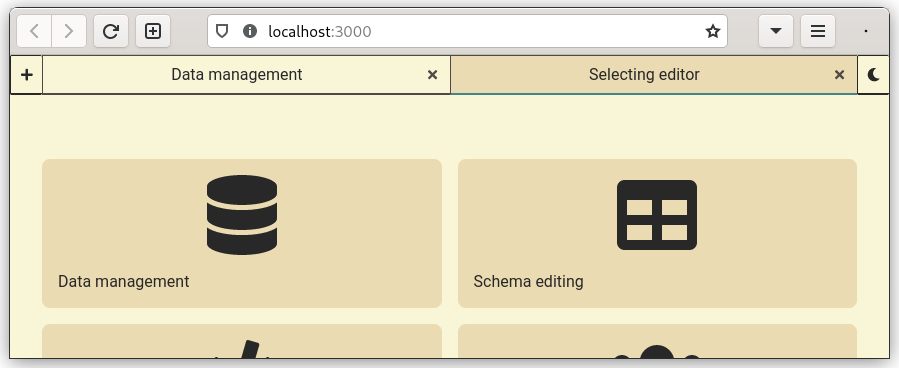 localhost:3000
Data management
Selecting editor
Data management
Schema editing